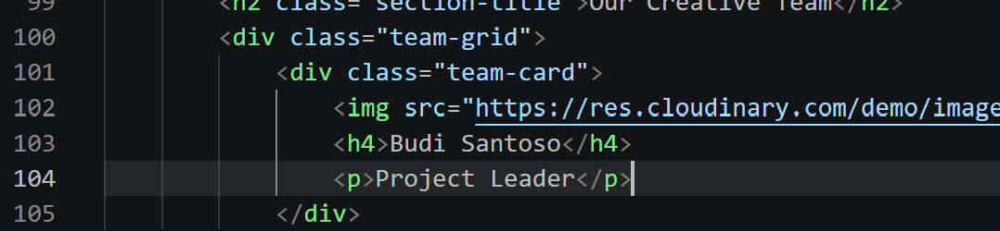 99 <h2 class="section-title">Our Creative Team</h2>
100 <div class="team-grid">
101 <div class="team-card">
102 <img src="https://res.cloudinary.com/demo/image
103 <h4>Budi Santoso</h4>
104 <p>Project Leader</p>
105 </div>